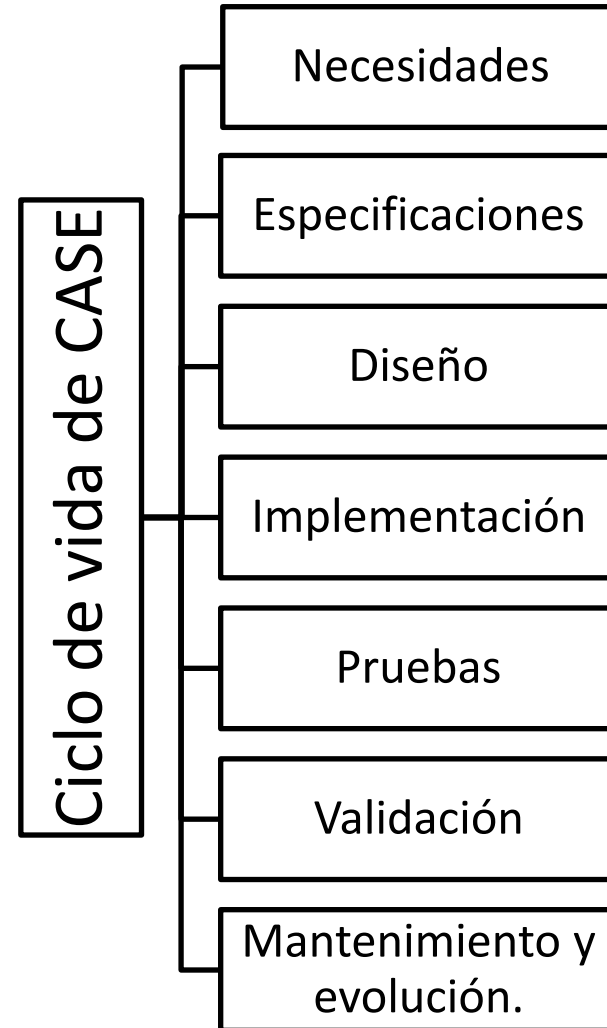 Ciclo de vida de CASE
Necesidades
Especificaciones
Diseño
Implementación
Pruebas
Validación
Mantenimiento y
evolución.